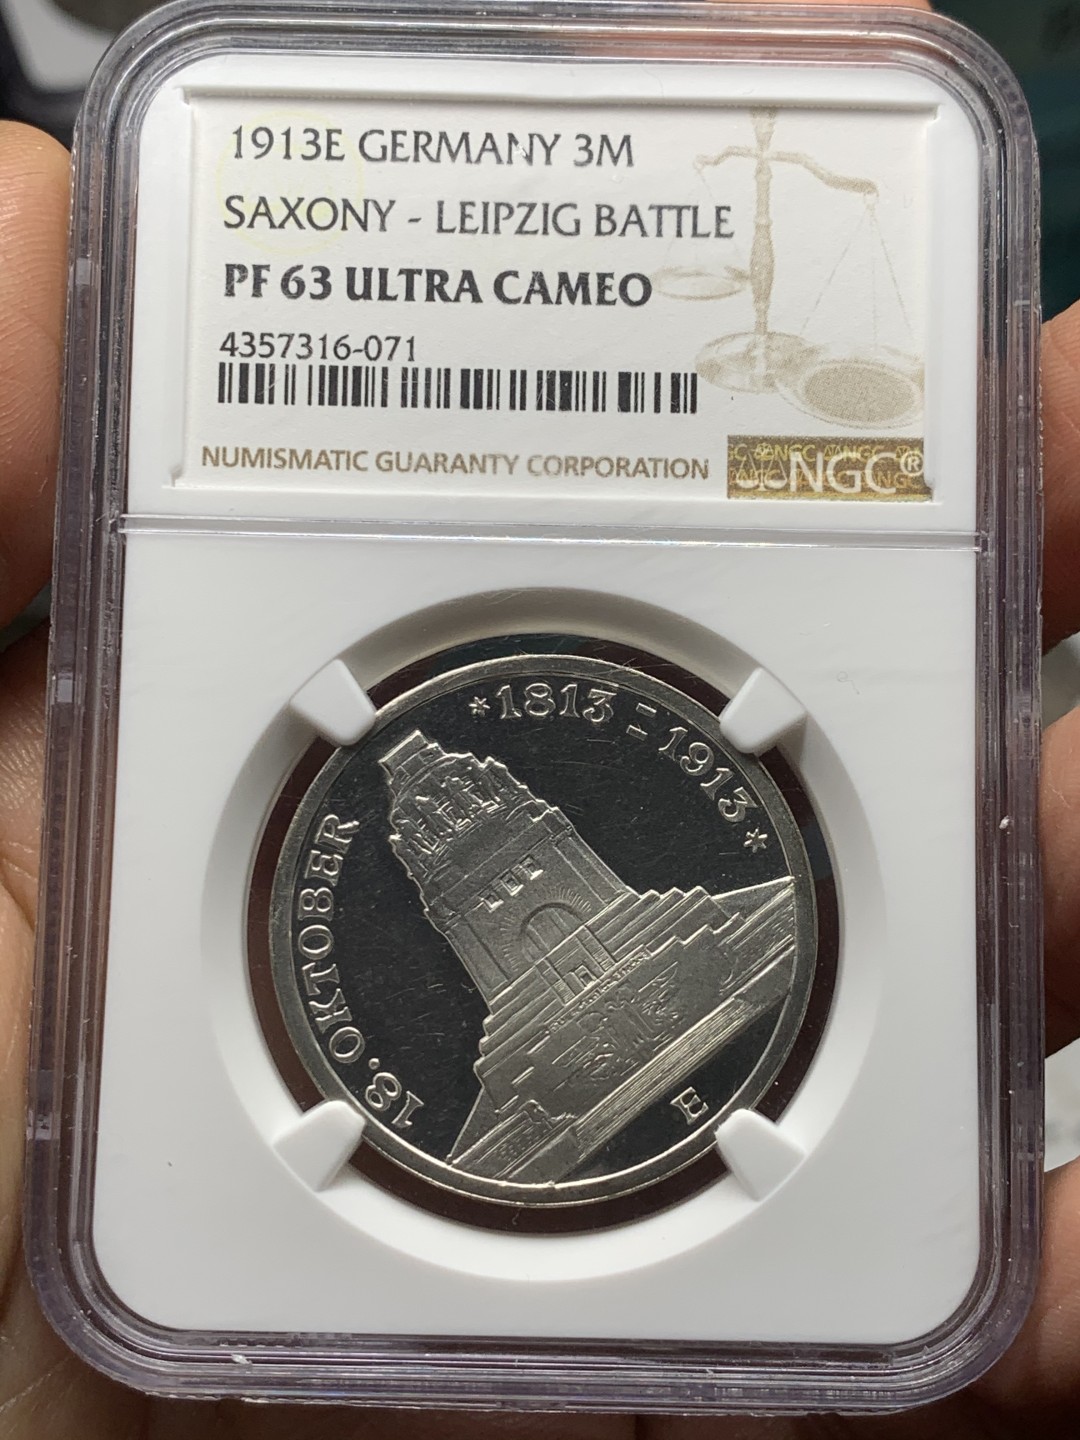 1913E GERMANY 3M
SAXONY - LEIPZIG BATTLE
PF 63 ULTRA CAMEO
4357316-071
NUMISMATIC GUARANTY CORPORATION
NGC®
18. OKTOBER
*1813 = 1913*
E